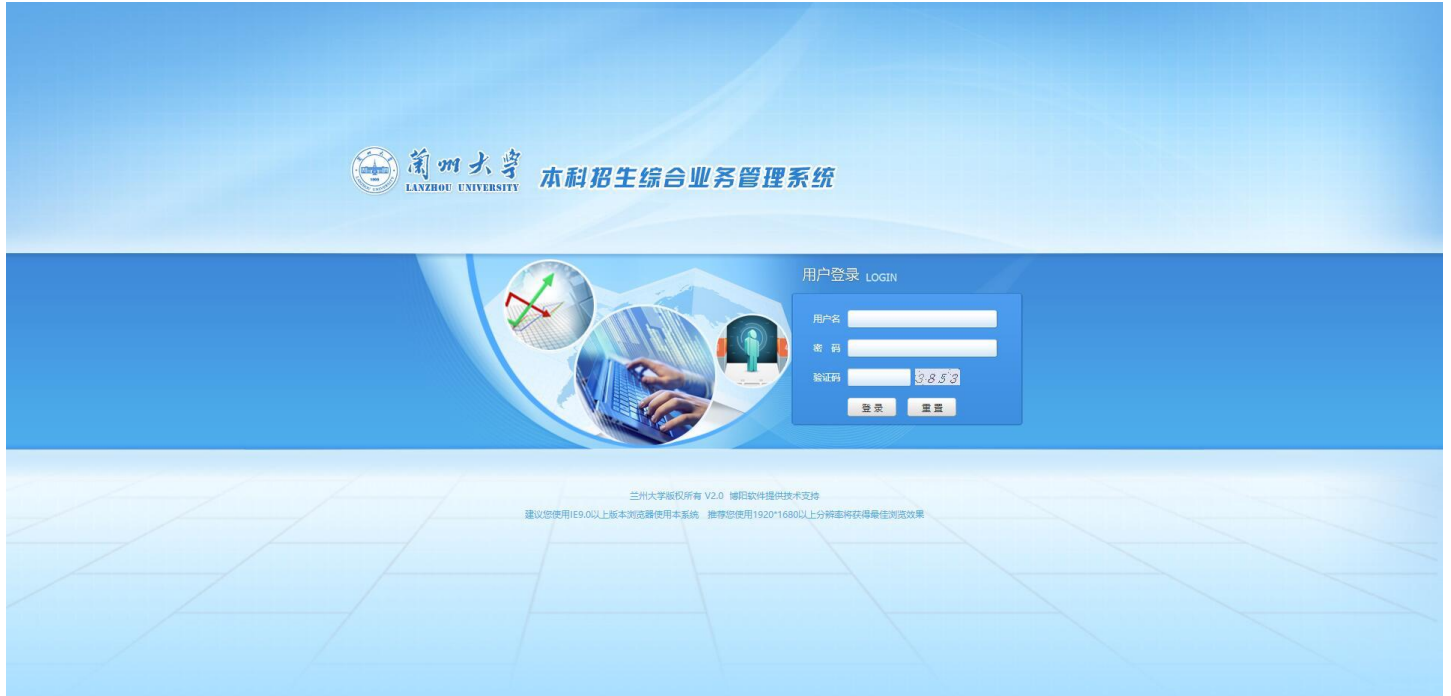 兰州大学
LANZHOU UNIVERSITY
本科招生综合业务管理系统
用户登录 LOGIN
用户名
密 码
验证码 3853
登录 重置
兰州大学版权所有 V2.0 博阳软件提供技术支持
建议您使用IE9.0以上版本浏览器使用本系统 推荐您使用1920*1680以上分辨率将获得最佳浏览效果